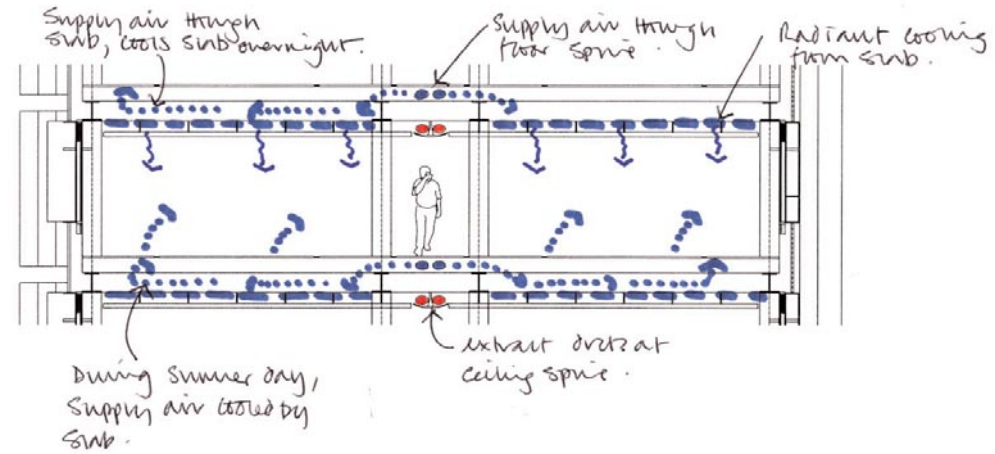 Supply air through
slab, cools slab overnight.
Supply air through
floor spine.
Radiant cooling
from slab.
During summer day,
supply air cooled by
slab.
extract ducts at
ceiling spine.